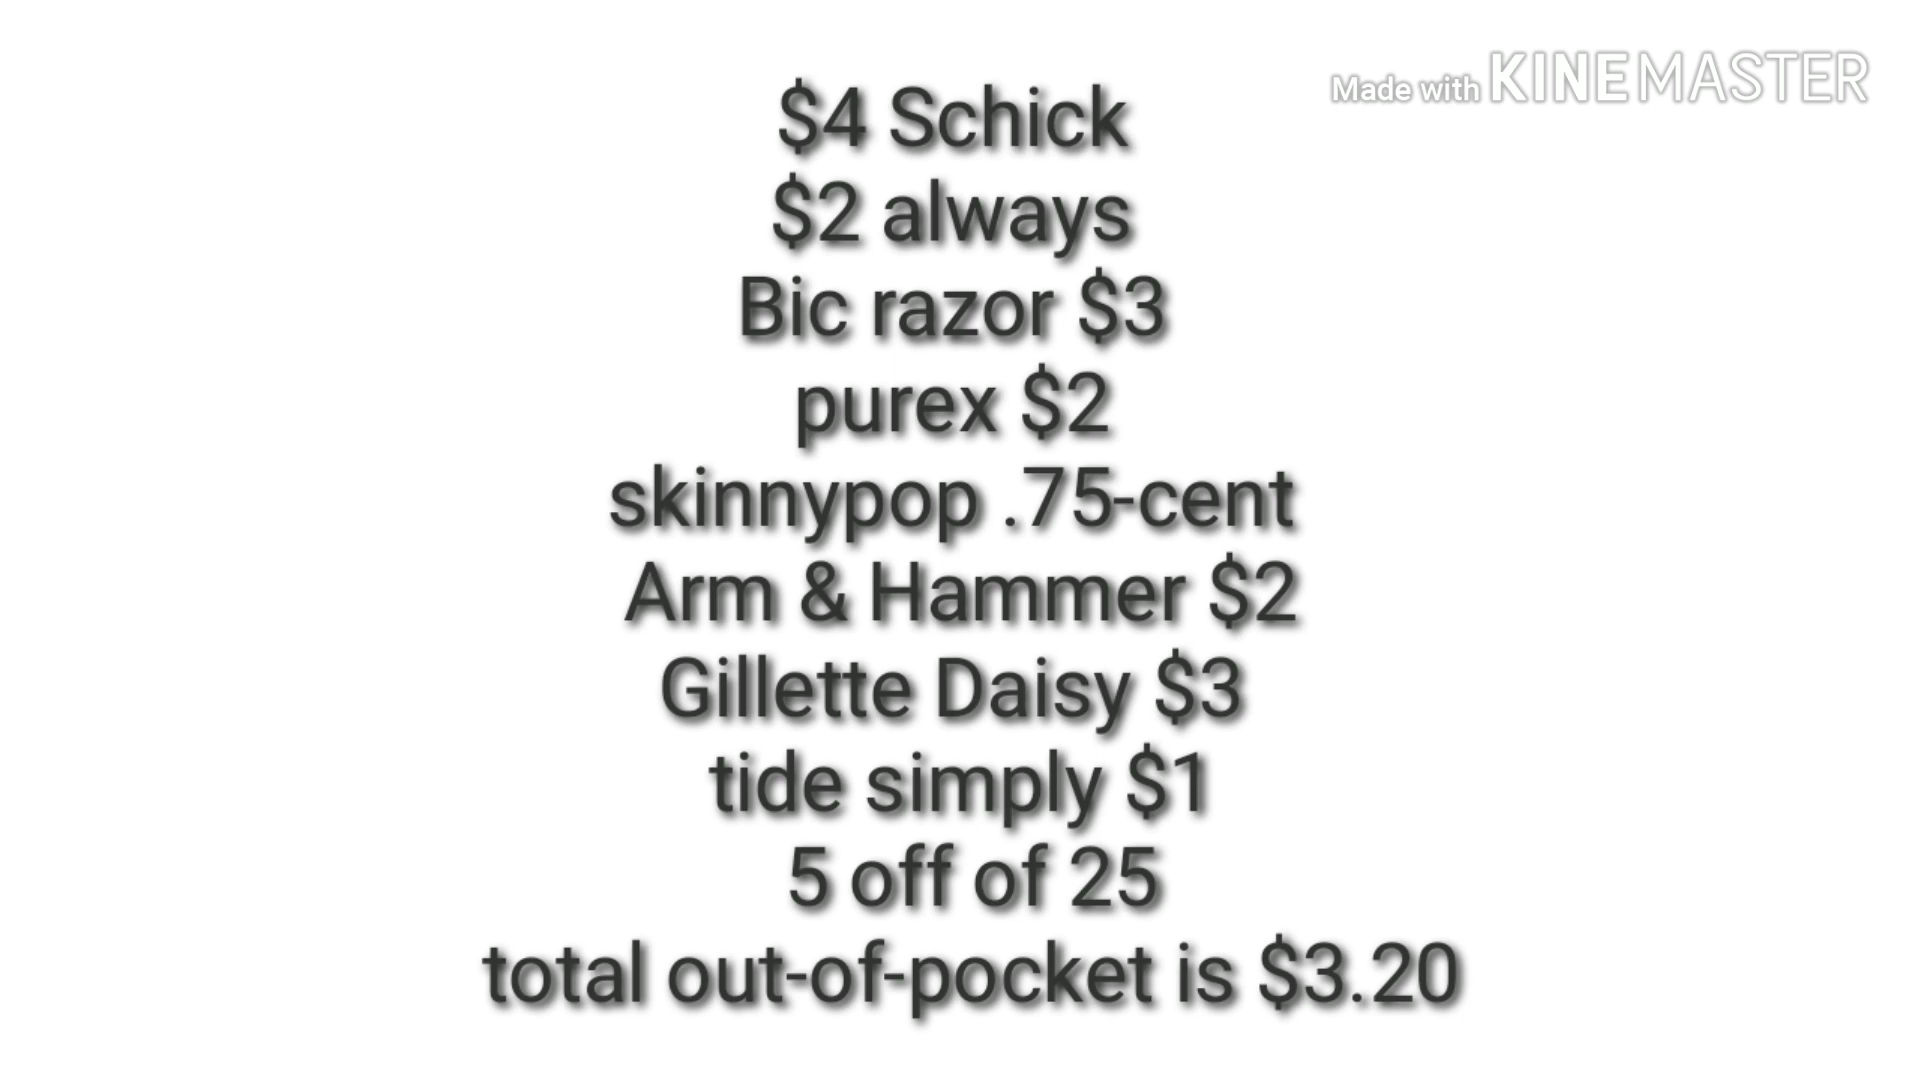 Made with KINEMASTER
$4 Schick
$2 always
Bic razor $3
purex $2
skinnypop .75-cent
Arm & Hammer $2
Gillette Daisy $3
tide simply $1
5 off of 25
total out-of-pocket is $3.20